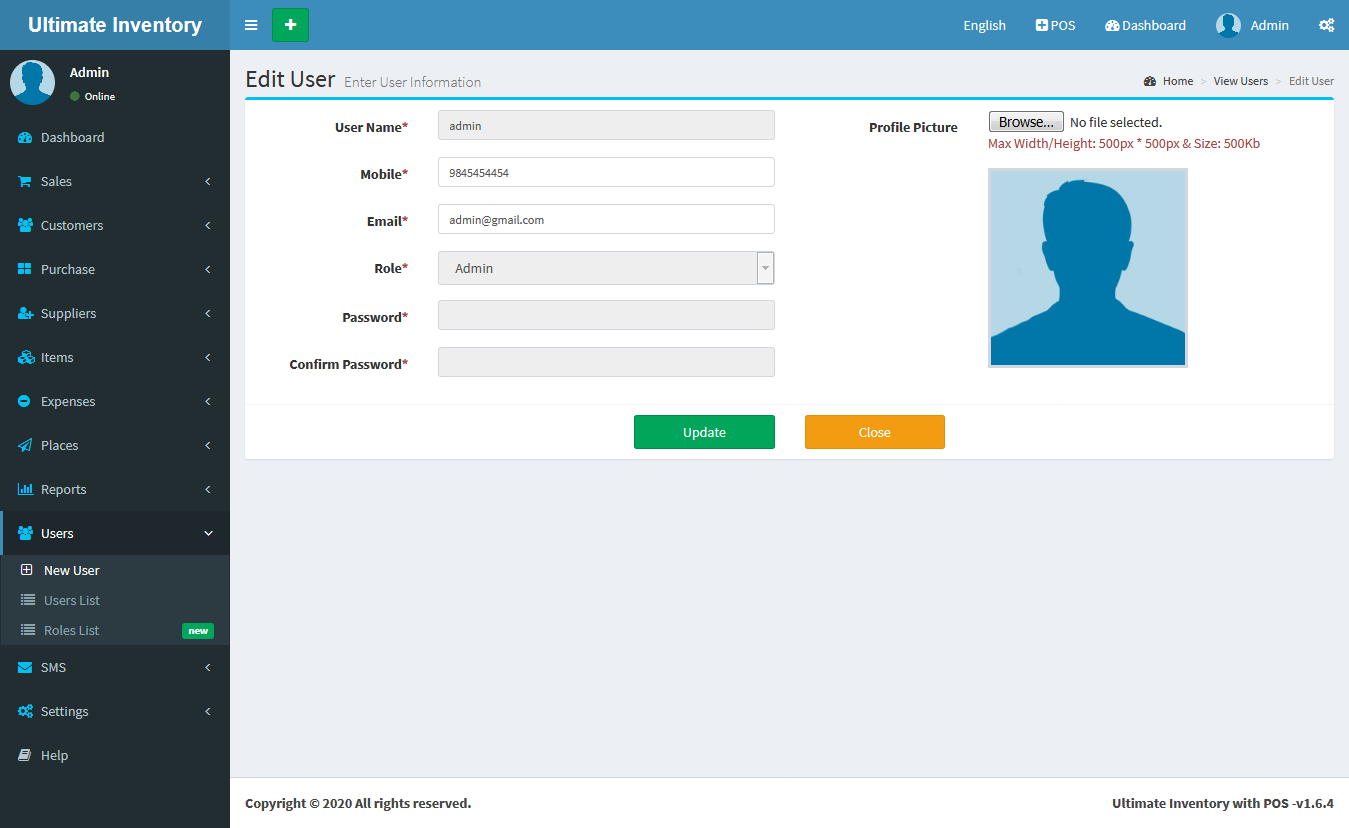 Ultimate Inventory
English POS Dashboard Admin
Admin
Online
Dashboard
Sales
Customers
Purchase
Suppliers
Items
Expenses
Places
Reports
Users
New User
Users List
Roles List new
SMS
Settings
Help
Edit User Enter User Information
Home > View Users > Edit User
User Name* admin
Mobile* 9845454454
Email* admin@gmail.com
Role* Admin
Password*
Confirm Password*
Profile Picture Browse... No file selected.
Max Width/Height: 500px * 500px & Size: 500Kb
Update Close
Copyright © 2020 All rights reserved.
Ultimate Inventory with POS -v1.6.4